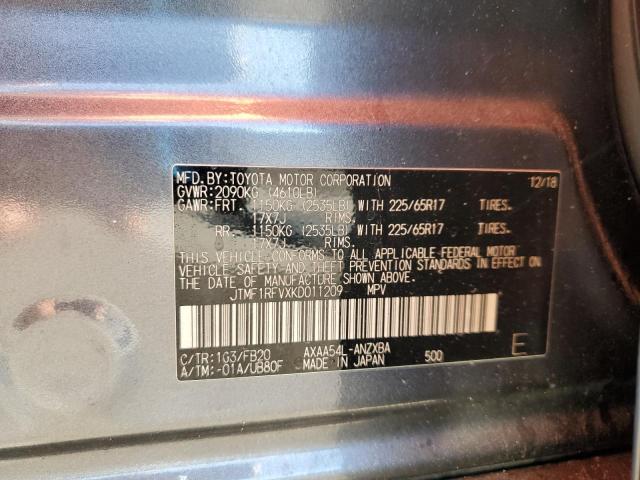 MFD.BY:TOYOTA MOTOR CORPORATION 12/18
GVWR:2090KG (4610LB)
GAWR:FRT 1150KG (2535LB) WITH 225/65R17 TIRES.
17X7J RIMS.
RR 1150KG (2535LB) WITH 225/65R17 TIRES.
17X7J RIMS.
THIS VEHICLE CONFORMS TO ALL APPLICABLE FEDERAL MOTOR
VEHICLE SAFETY AND THEFT PREVENTION STANDARDS IN EFFECT ON
THE DATE OF MANUFACTURE SHOWN ABOVE.
JTMF1RFVXKD011209 MPV
C/TR:1G3/FB20 AXAA54L-ANZXBA 500 E
A/TM:-01A/UB80F MADE IN JAPAN